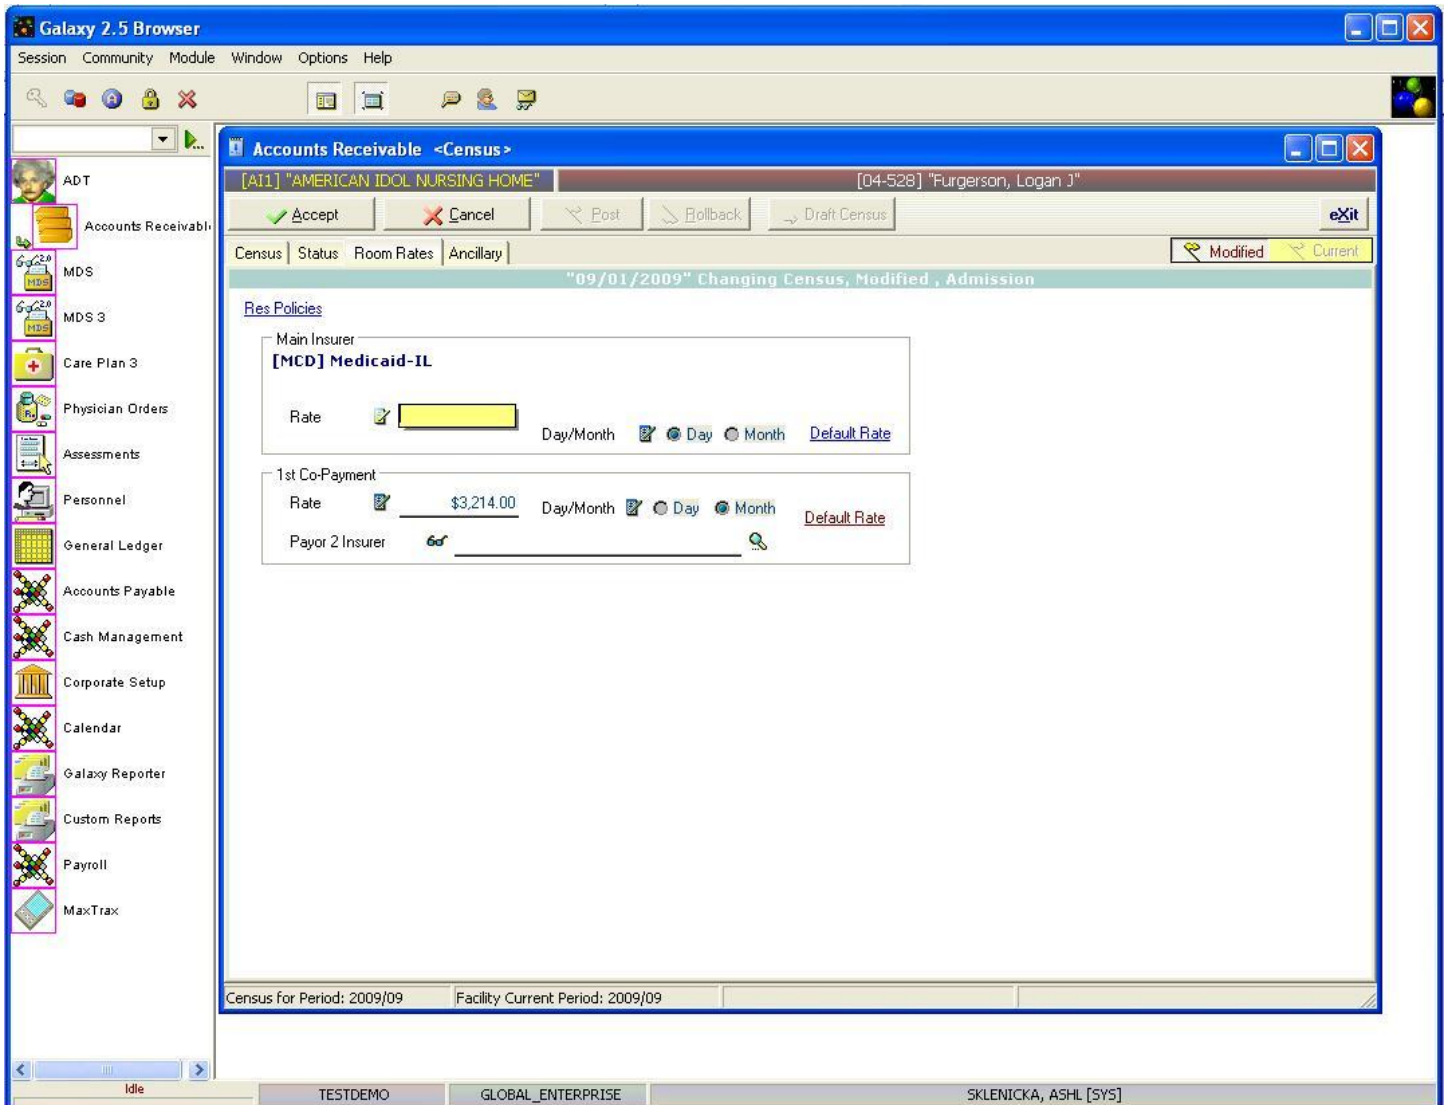 Galaxy 2.5 Browser
Session Community Module Window Options Help
Accounts Receivable <Census>
[AI1] "AMERICAN IDOL NURSING HOME" [04-528] "Furgerson, Logan J"
Accept Cancel Post Rollback Draft Census eXit
Census Status Room Rates Ancillary Modified Current
"09/01/2009" Changing Census, Modified , Admission
Res Policies
Main Insurer
[MCD] Medicaid-IL
Rate
Day/Month Day Month Default Rate
1st Co-Payment
Rate $3,214.00 Day/Month Day Month Default Rate
Payor 2 Insurer
Census for Period: 2009/09 Facility Current Period: 2009/09
ADT
Accounts Receivabl
MDS
MDS 3
Care Plan 3
Physician Orders
Assessments
Personnel
General Ledger
Accounts Payable
Cash Management
Corporate Setup
Calendar
Galaxy Reporter
Custom Reports
Payroll
MaxTrax
Idle TESTDEMO GLOBAL_ENTERPRISE SKLENICKA, ASHL [SYS]